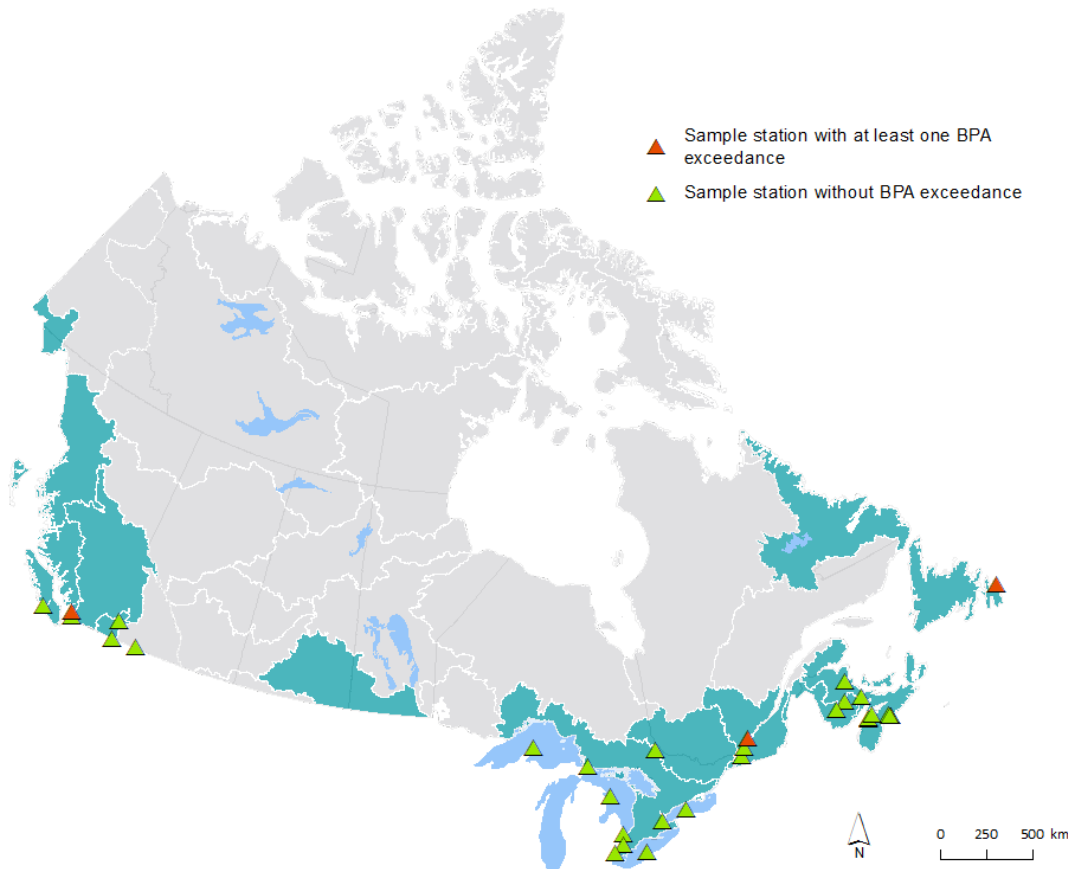 Sample station with at least one BPA
exceedance
Sample station without BPA exceedance
N
0 250 500 km